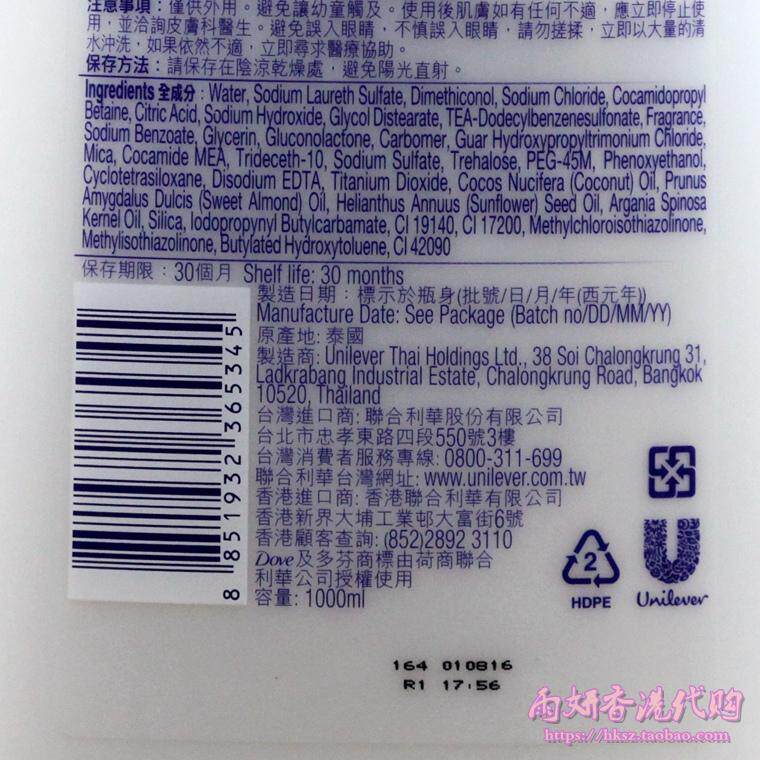 注意事項：僅供外用。避免讓幼童觸及。使用後肌膚如有任何不適，應立即停止使
用，並洽詢皮膚科醫生。避免誤入眼睛，不慎誤入眼睛，請勿搓揉，立即以大量的清
水沖洗，如果依然不適，立即尋求醫療協助。
保存方法：請保存在陰涼乾燥處，避免陽光直射。
Ingredients 全成分：Water, Sodium Laureth Sulfate, Dimethiconol, Sodium Chloride, Cocamidopropyl
Betaine, Citric Acid, Sodium Hydroxide, Glycol Distearate, TEA-Dodecylbenzenesulfonate, Fragrance,
Sodium Benzoate, Glycerin, Gluconolactone, Carbomer, Guar Hydroxypropyltrimonium Chloride,
Mica, Cocamide MEA, Trideceth-10, Sodium Sulfate, Trehalose, PEG-45M, Phenoxyethanol,
Cyclotetrasiloxane, Disodium EDTA, Titanium Dioxide, Cocos Nucifera (Coconut) Oil, Prunus
Amygdalus Dulcis (Sweet Almond) Oil, Helianthus Annuus (Sunflower) Seed Oil, Argania Spinosa
Kernel Oil, Silica, Iodopropynyl Butylcarbamate, CI 19140, CI 17200, Methylchloroisothiazolinone,
Methylisothiazolinone, Butylated Hydroxytoluene, CI 42090
保存期限：30個月 Shelf life: 30 months
製造日期：標示於瓶身(批號/日/月/年(西元年))
Manufacture Date: See Package (Batch no/DD/MM/YY)
原產地: 泰國
製造商: Unilever Thai Holdings Ltd., 38 Soi Chalongkrung 31,
Ladkrabang Industrial Estate, Chalongkrung Road, Bangkok
10520, Thailand
台灣進口商: 聯合利華股份有限公司
台北市忠孝東路四段550號3樓
台灣消費者服務專線: 0800-311-699
聯合利華台灣網址: www.unilever.com.tw
香港進口商: 香港聯合利華有限公司
香港新界大埔工業邨大富街6號
香港顧客查詢: (852)2892 3110
Dove及多芬商標由荷商聯合
利華公司授權使用
容量: 1000ml
8 851932 365345
2
HDPE
Unilever
164 010816
R1 17:56
雨妍香港代购
https://hksz.taobao.com